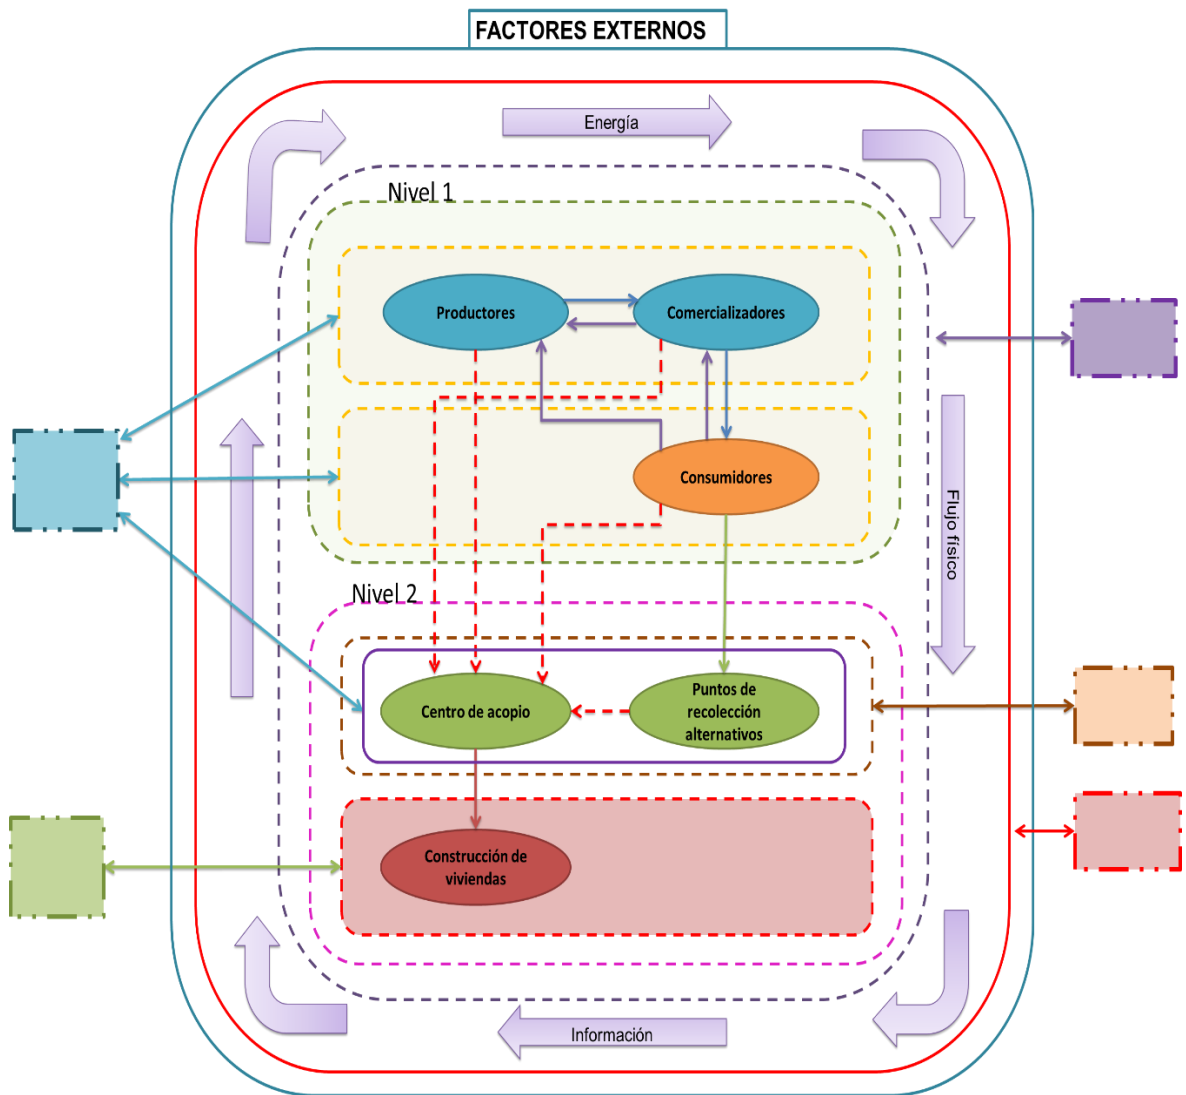 FACTORES EXTERNOS
Energía
Nivel 1
Productores
Comercializadores
Consumidores
Flujo físico
Nivel 2
Centro de acopio
Puntos de
recolección
alternativos
Construcción de
viviendas
Información